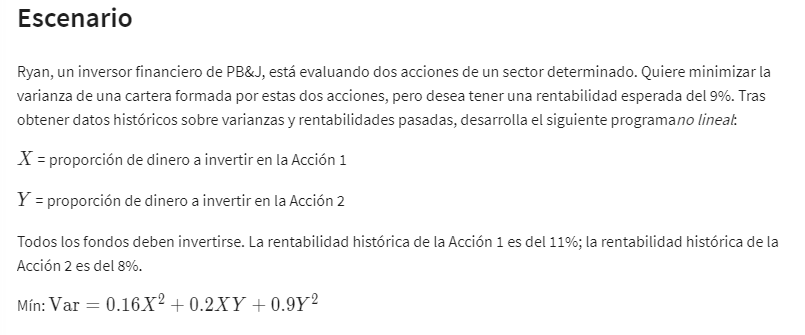 Escenario
Ryan, un inversor financiero de PB&J, está evaluando dos acciones de un sector determinado. Quiere minimizar la
varianza de una cartera formada por estas dos acciones, pero desea tener una rentabilidad esperada del 9%. Tras
obtener datos históricos sobre varianzas y rentabilidades pasadas, desarrolla el siguiente programano lineal:
X = proporción de dinero a invertir en la Acción 1
Y = proporción de dinero a invertir en la Acción 2
Todos los fondos deben invertirse. La rentabilidad histórica de la Acción 1 es del 11%; la rentabilidad histórica de la
Acción 2 es del 8%.
Mín: Var = 0.16X² + 0.2XY + 0.9Y²